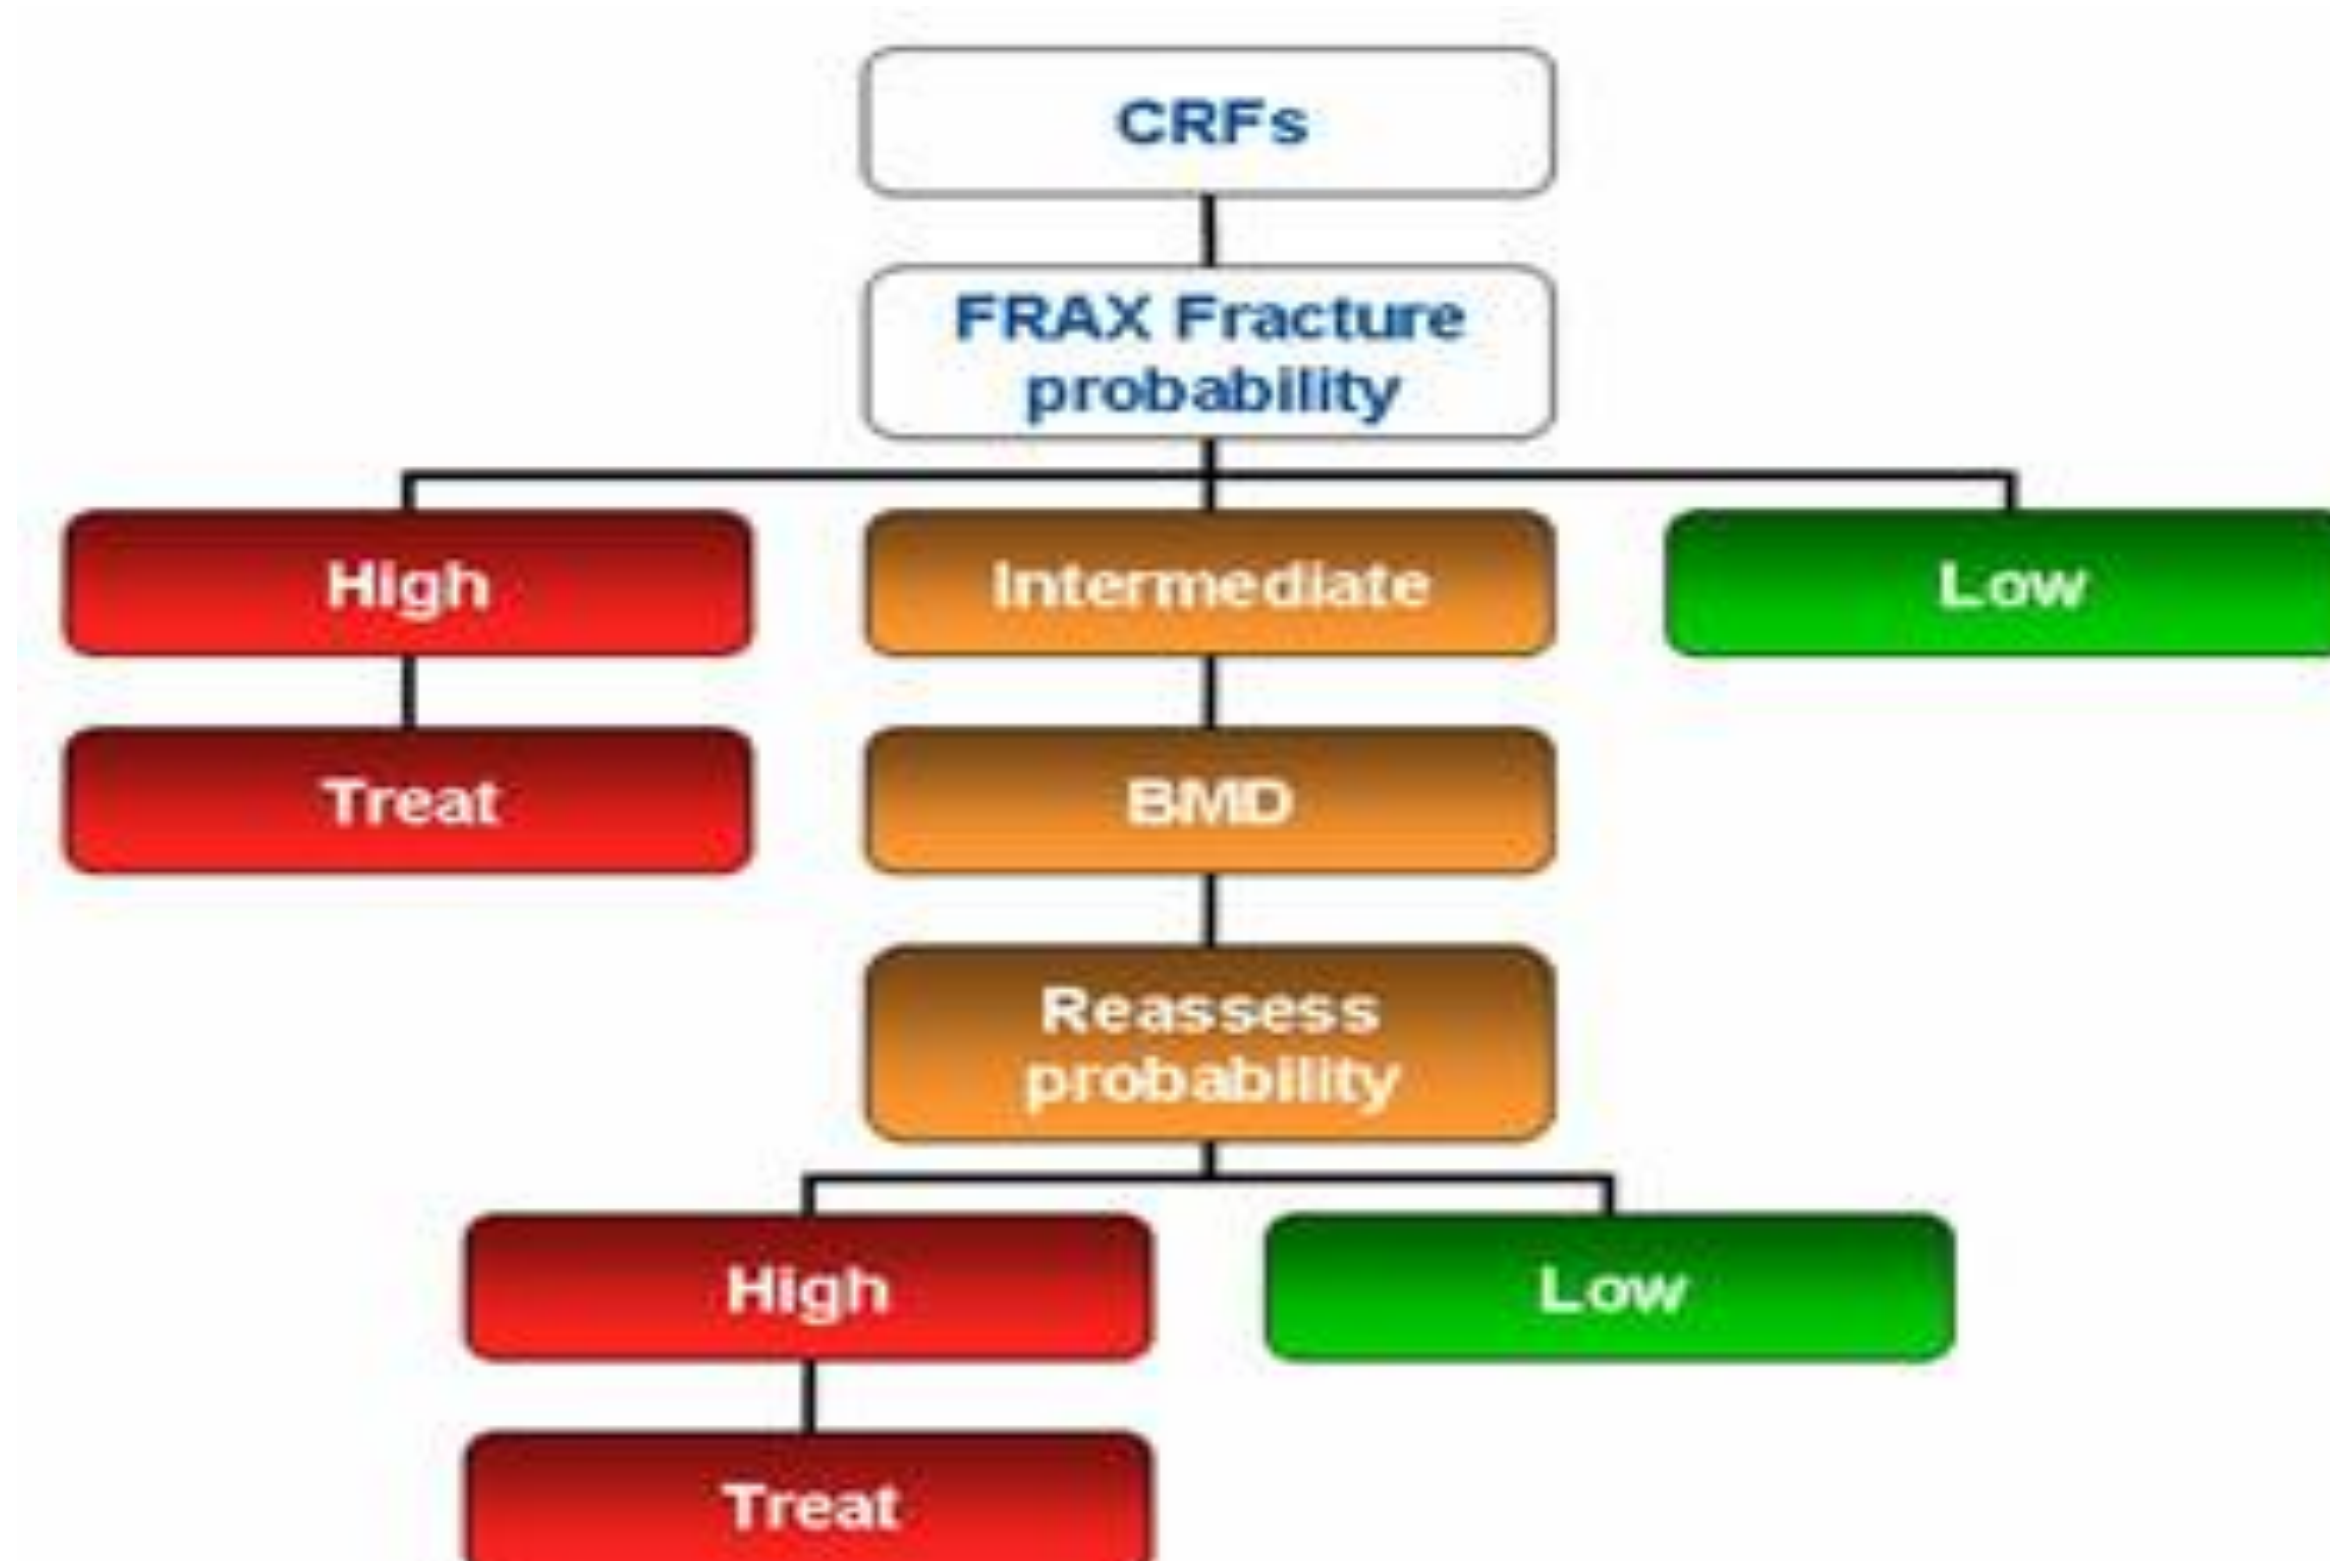 CRFs
FRAX Fracture
probability
High
Intermediate
Low
Treat
BMD
Reassess
probability
High
Low
Treat